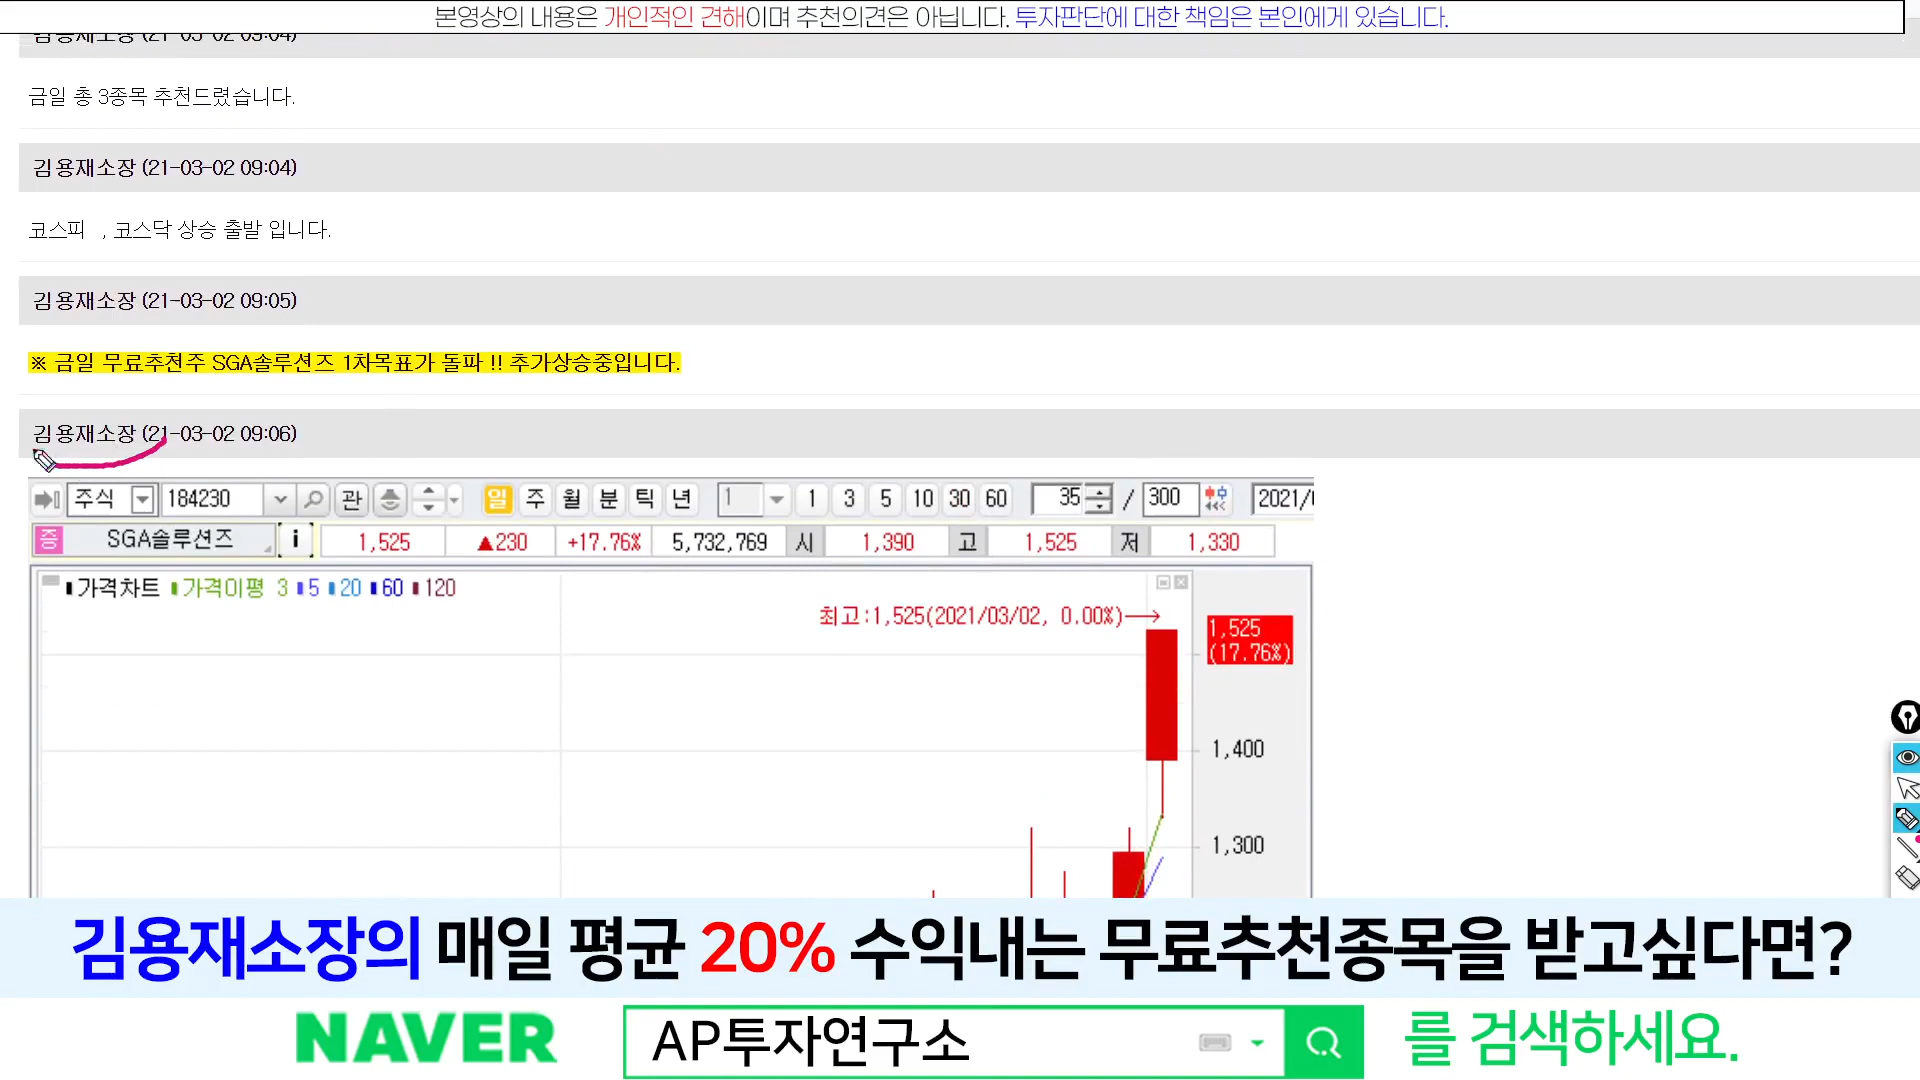 본영상의 내용은 개인적인 견해이며 추천의견은 아닙니다. 투자판단에 대한 책임은 본인에게 있습니다.
김용재소장 (21-03-02 09:04)
금일 총 3종목 추천드렸습니다.
김용재소장 (21-03-02 09:04)
코스피 , 코스닥 상승 출발 입니다.
김용재소장 (21-03-02 09:05)
※ 금일 무료추천주 SGA솔루션즈 1차목표가 돌파 !! 추가상승중입니다.
김용재소장 (21-03-02 09:06)
주식 184230 관 일 주 월 분 틱 년 1 1 3 5 10 30 60 35 / 300 2021/
증 SGA솔루션즈 i 1,525 ▲230 +17.76% 5,732,769 시 1,390 고 1,525 저 1,330
가격차트 가격이평 3 5 20 60 120
최고:1,525(2021/03/02, 0.00%)→
1,525
(17.76%)
1,400
1,300
김용재소장의 매일 평균 20% 수익내는 무료추천종목을 받고싶다면?
NAVER AP투자연구소 를 검색하세요.